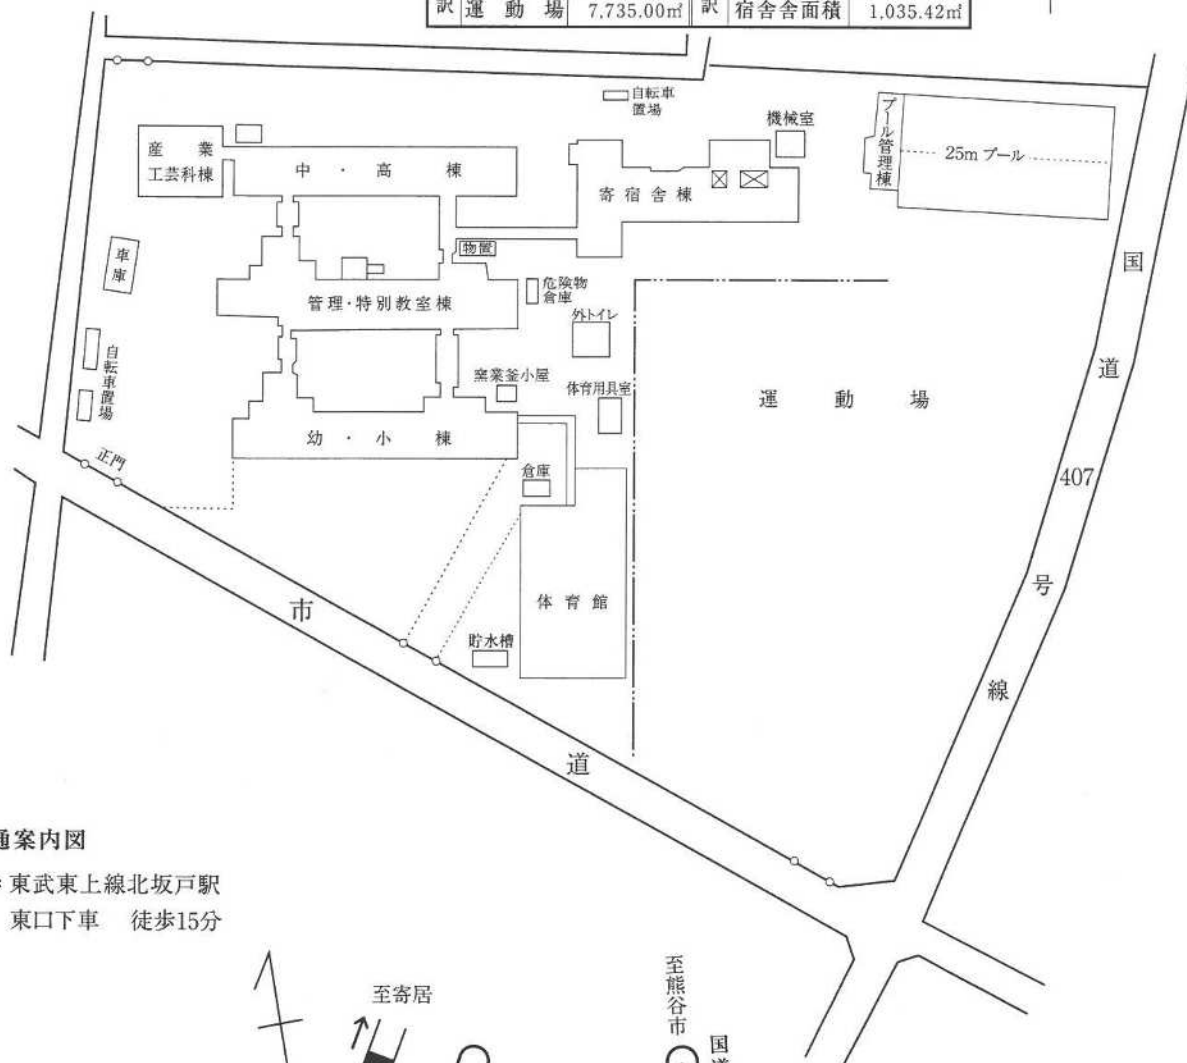 訳 運動場 7,735.00㎡ 訳 宿舎舎面積 1,035.42㎡
自転車
置場
機械室
プール管理棟
25m プール
産業
工芸科棟
中・高棟
寄宿舎棟
物置
車庫
管理・特別教室棟
危険物
倉庫
外トイレ
国道407号線
自転車置場
窯業釜小屋
体育用具室
運動場
幼・小棟
正門
倉庫
体育館
市道
貯水槽
通案内図
東武東上線北坂戸駅
東口下車 徒歩15分
至寄居
至熊谷市
国道